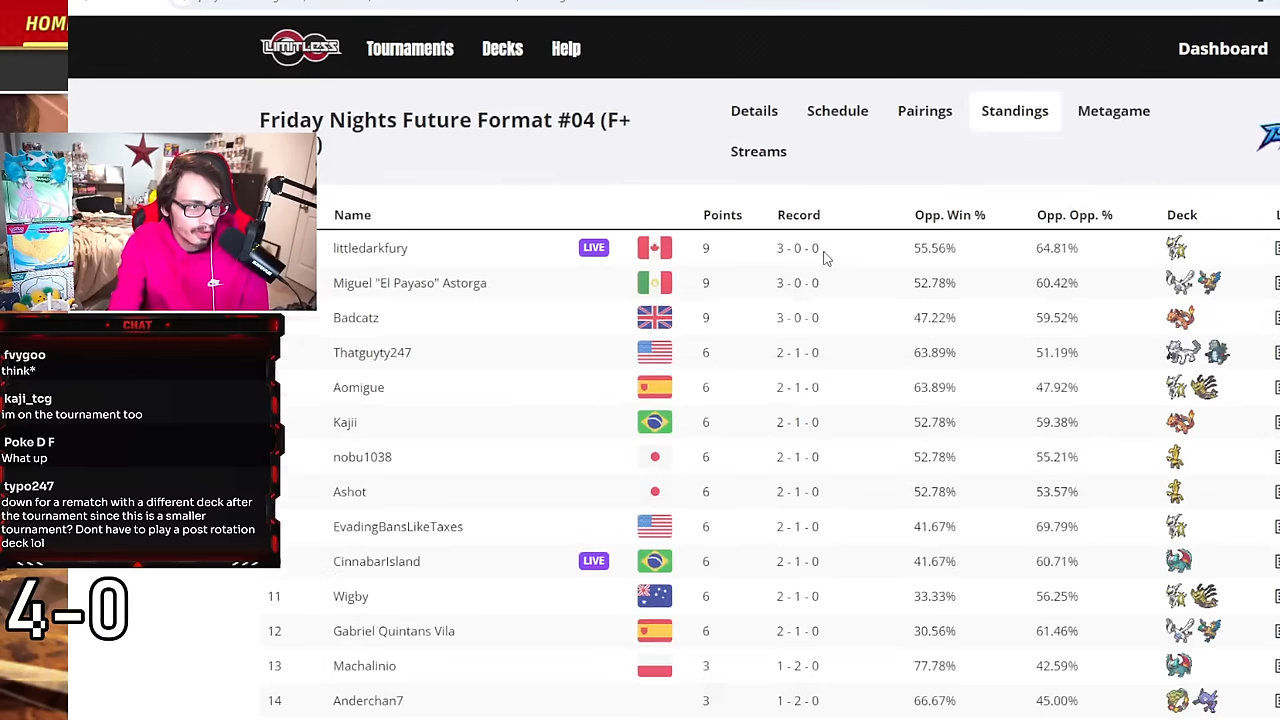 HOM
LIMITLESS
Tournaments
Decks
Help
Dashboard
Friday Nights Future Format #04 (F+
)
Details
Schedule
Pairings
Standings
Metagame
Streams
Name
Points
Record
Opp. Win %
Opp. Opp. %
Deck
littledarkfury LIVE 9 3 - 0 - 0 55.56% 64.81%
Miguel "El Payaso" Astorga 9 3 - 0 - 0 52.78% 60.42%
Badcatz 9 3 - 0 - 0 47.22% 59.52%
Thatguyty247 6 2 - 1 - 0 63.89% 51.19%
Aomigue 6 2 - 1 - 0 63.89% 47.92%
Kajii 6 2 - 1 - 0 52.78% 59.38%
nobu1038 6 2 - 1 - 0 52.78% 55.21%
Ashot 6 2 - 1 - 0 52.78% 53.57%
EvadingBansLikeTaxes 6 2 - 1 - 0 41.67% 69.79%
CinnabarIsland LIVE 6 2 - 1 - 0 41.67% 60.71%
11 Wigby 6 2 - 1 - 0 33.33% 56.25%
12 Gabriel Quintans Vila 6 2 - 1 - 0 30.56% 61.46%
13 Machalinio 3 1 - 2 - 0 77.78% 42.59%
14 Anderchan7 3 1 - 2 - 0 66.67% 45.00%
CHAT
fvygoo
think*
kaji_tcg
im on the tournament too
Poke D F
What up
typo247
down for a rematch with a different deck after
the tournament since this is a smaller
tournament? Dont have to play a post rotation
deck lol
4-0